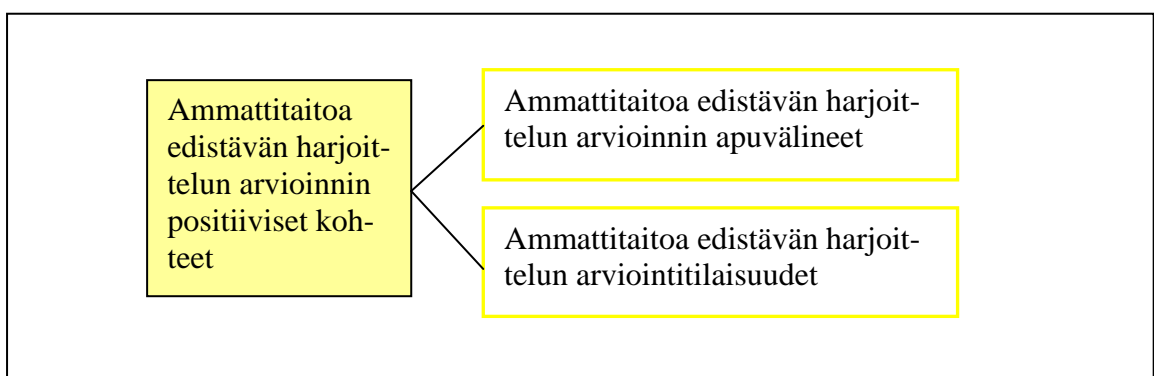 Ammattitaitoa
edistävän harjoit-
telun arvioinnin
positiiviset koh-
teet
Ammattitaitoa edistävän harjoit-
telun arvioinnin apuvälineet
Ammattitaitoa edistävän harjoit-
telun arviointitilaisuudet